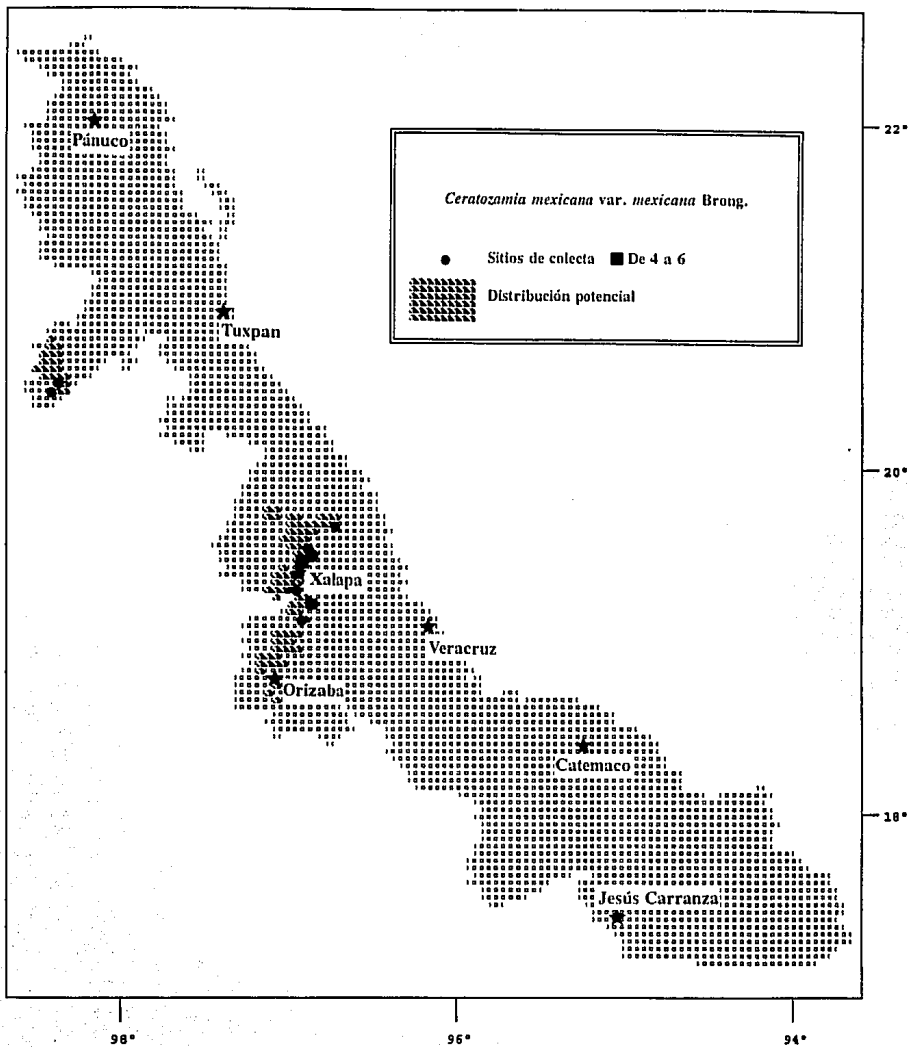 22°
Pánuco
Ceratozamia mexicana var. mexicana Brong.
Sitios de colecta De 4 a 6
Distribución potencial
Tuxpan
20°
Xalapa
Veracruz
Orizaba
Catemaco
18°
Jesús Carranza
98°
96°
94°